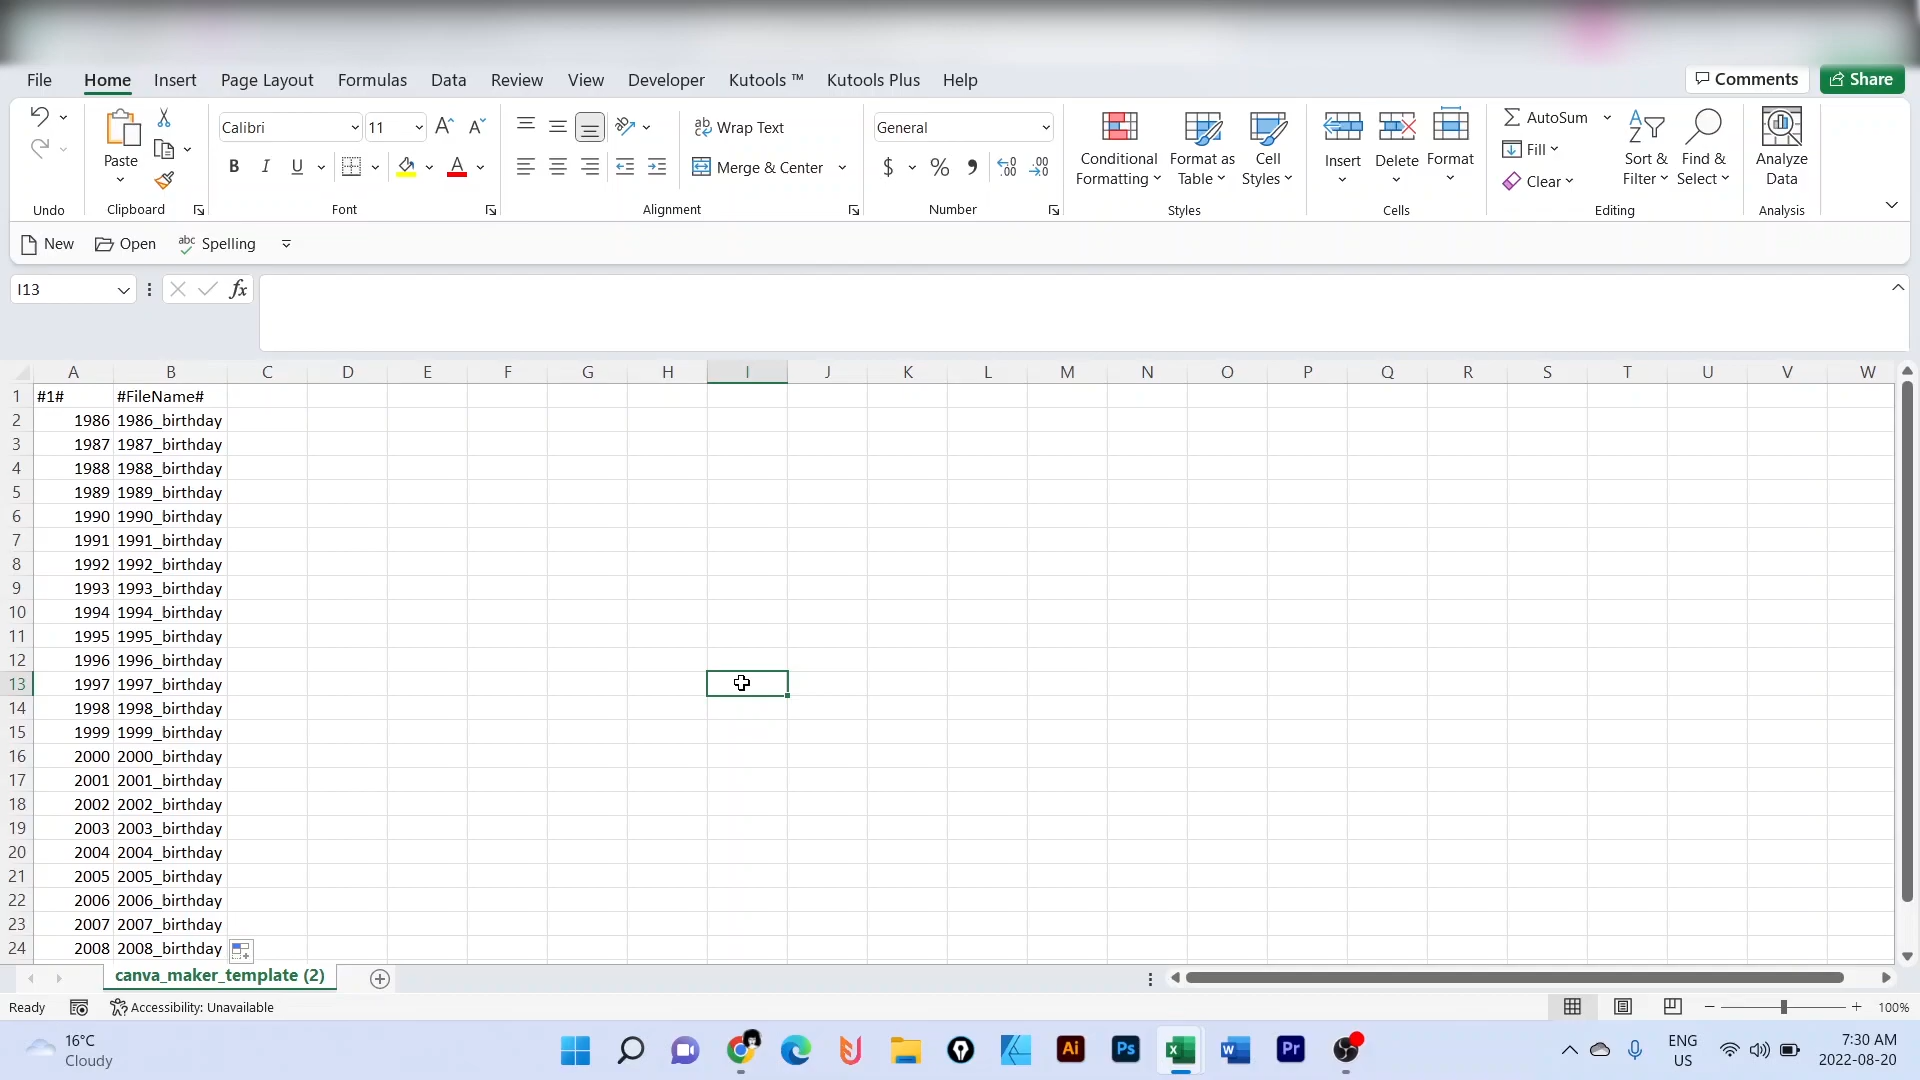 File Home Insert Page Layout Formulas Data Review View Developer Kutools ™ Kutools Plus Help Comments Share
Calibri 11 Wrap Text General AutoSum
Paste Conditional Formatting Format as Table Cell Styles Insert Delete Format Fill Sort & Filter Find & Select Analyze Data
B I U Merge & Center $ % Clear
Undo Clipboard Font Alignment Number Styles Cells Editing Analysis
New Open Spelling
I13 fx
A B C D E F G H I J K L M N O P Q R S T U V W
1 #1# #FileName#
2 1986 1986_birthday
3 1987 1987_birthday
4 1988 1988_birthday
5 1989 1989_birthday
6 1990 1990_birthday
7 1991 1991_birthday
8 1992 1992_birthday
9 1993 1993_birthday
10 1994 1994_birthday
11 1995 1995_birthday
12 1996 1996_birthday
13 1997 1997_birthday
14 1998 1998_birthday
15 1999 1999_birthday
16 2000 2000_birthday
17 2001 2001_birthday
18 2002 2002_birthday
19 2003 2003_birthday
20 2004 2004_birthday
21 2005 2005_birthday
22 2006 2006_birthday
23 2007 2007_birthday
24 2008 2008_birthday
canva_maker_template (2)
Ready Accessibility: Unavailable 100%
16°C ENG 7:30 AM
Cloudy Ai Ps Pr US 2022-08-20